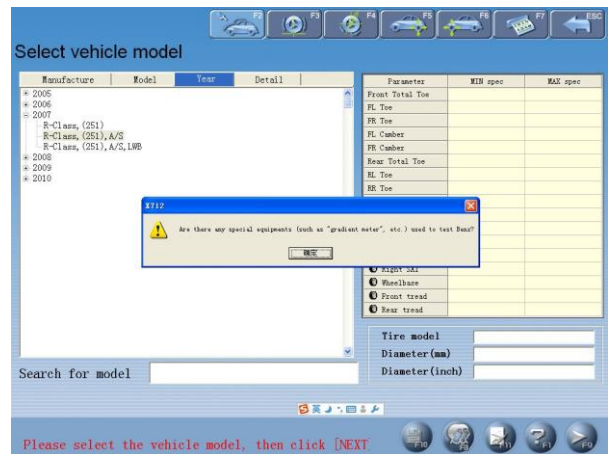 F2
F3
F4
F5
F6
F7
ESC
Select vehicle model
Manufacture Model Year Detail
2005
2006
2007
R-Class, (251)
R-Class, (251), A/S
R-Class, (251), A/S, LWB
2008
2009
2010
Parameter MIN spec MAX spec
Front Total Toe
FL Toe
FR Toe
FL Camber
FR Camber
Rear Total Toe
RL Toe
RR Toe
XT12
Are there any special equipments (such as "gradient meter", etc.) used to test Benz?
确定
Right SAI
Wheelbase
Front tread
Rear tread
Tire model
Diameter(mm)
Diameter(inch)
Search for model
英
Please select the vehicle model, then click [NEXT
F10
F8
F11
F1
F9